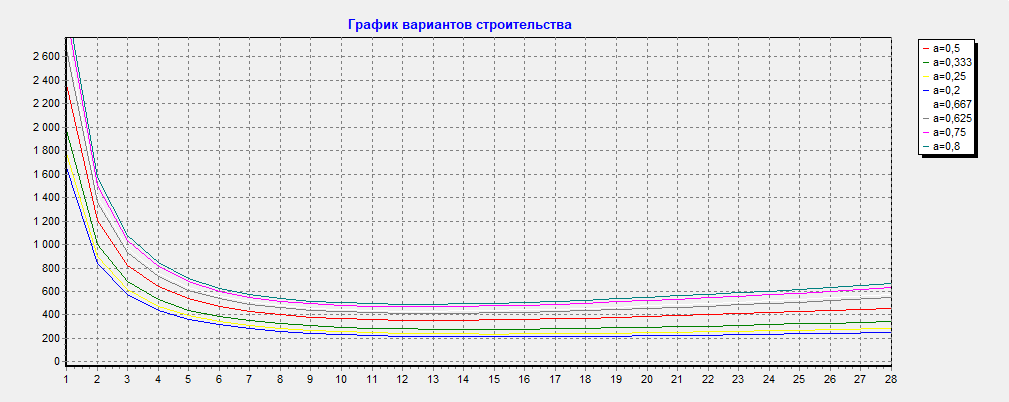 График вариантов строительства
2 600
2 400
2 200
2 000
1 800
1 600
1 400
1 200
1 000
800
600
400
200
0
1 2 3 4 5 6 7 8 9 10 11 12 13 14 15 16 17 18 19 20 21 22 23 24 25 26 27 28
a=0,5
a=0,333
a=0,25
a=0,2
a=0,667
a=0,625
a=0,75
a=0,8